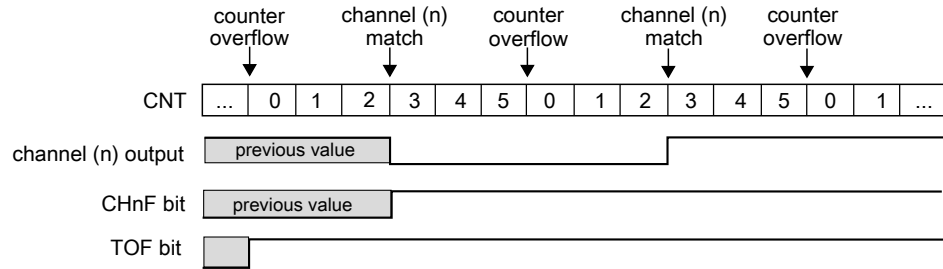 counter overflow
channel (n) match
counter overflow
channel (n) match
counter overflow
CNT ... 0 1 2 3 4 5 0 1 2 3 4 5 0 1 ...
channel (n) output previous value
CHnF bit previous value
TOF bit